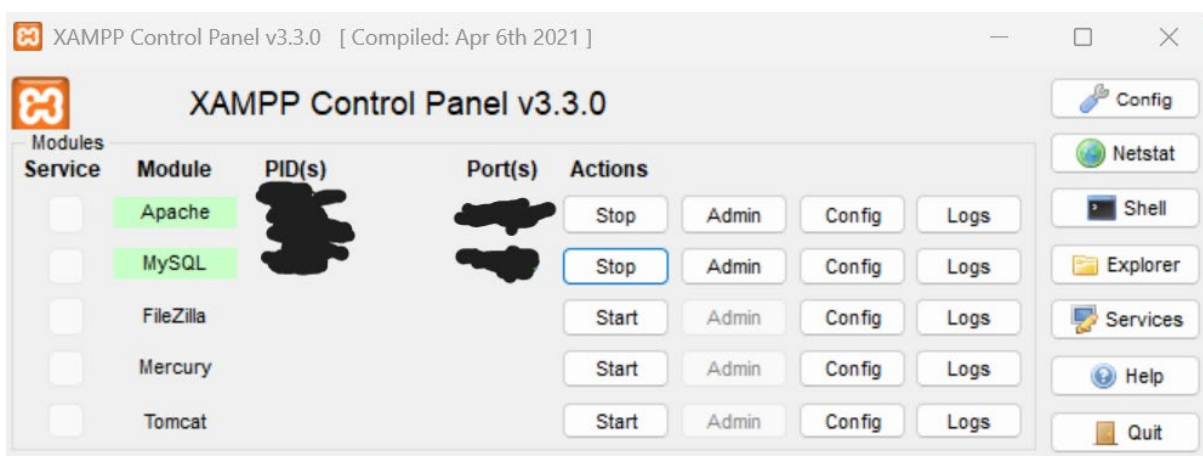 XAMPP Control Panel v3.3.0 [ Compiled: Apr 6th 2021 ]
XAMPP Control Panel v3.3.0
Config
Modules
Netstat
Service Module PID(s) Port(s) Actions
Apache Stop Admin Config Logs
Shell
MySQL Stop Admin Config Logs
Explorer
FileZilla Start Admin Config Logs
Services
Mercury Start Admin Config Logs
Help
Tomcat Start Admin Config Logs
Quit